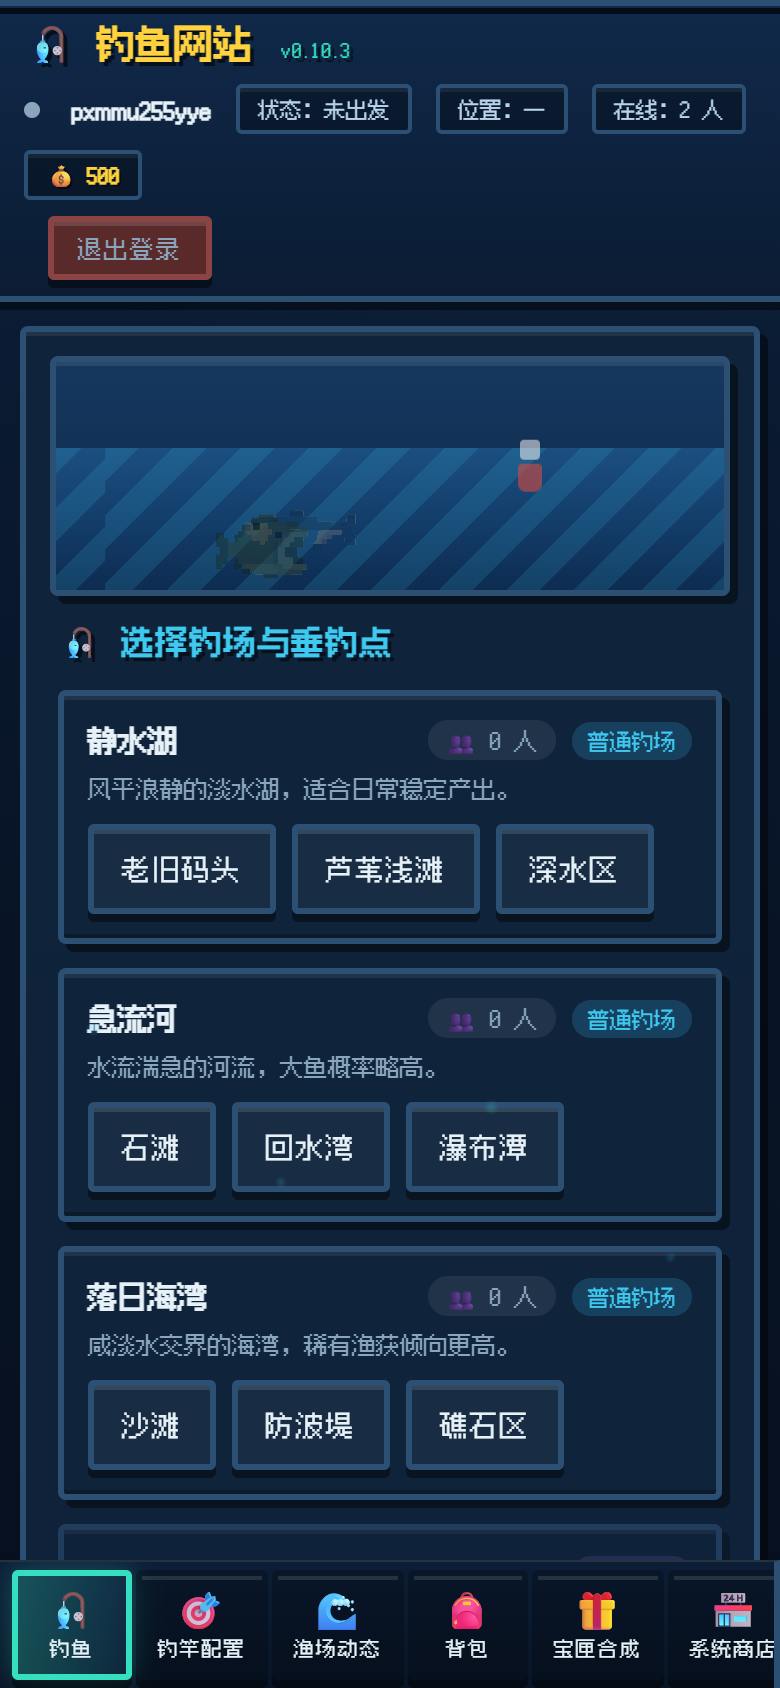 钓鱼网站 v0.10.3
pxmmu255yye 状态: 未出发 位置: — 在线: 2 人
500
退出登录
选择钓场与垂钓点
静水湖 0 人 普通钓场
风平浪静的淡水湖，适合日常稳定产出。
老旧码头 芦苇浅滩 深水区
急流河 0 人 普通钓场
水流湍急的河流，大鱼概率略高。
石滩 回水湾 瀑布潭
落日海湾 0 人 普通钓场
咸淡水交界的海湾，稀有渔获倾向更高。
沙滩 防波堤 礁石区
24H
钓鱼 钓竿配置 渔场动态 背包 宝匣合成 系统商店